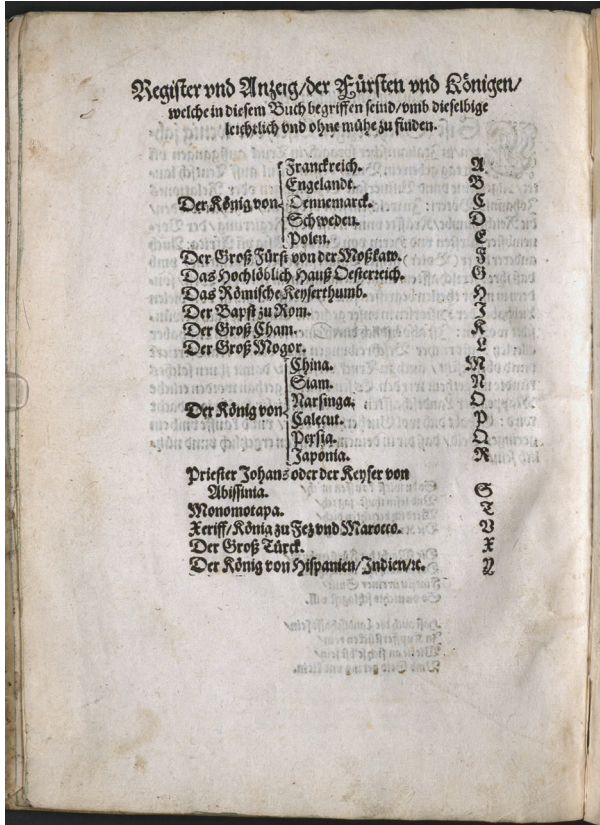 Register vnd Anzeig/der Fürsten vnd Königen/
welche in diesem Buch begriffen seind/vmb dieselbige
leichtlich vnd ohne mühe zu finden.
Franckreich. A
Engelandt. B
Der König von Dennemarck. C
Schweden. D
Polen. E
Der Groß Fürst von der Moßkaw. F
Das Hochlöblich Hauß Oesterreich. G
Das Römische Keyserthumb. H
Der Bapst zu Rom. I
Der Groß Cham. K
Der Groß Mogor. L
China. M
Siam. N
Narsinga. O
Der König von Calecut. P
Persia. Q
Japonia. R
Priester Johans oder der Keyser von
Abissinia. S
Monomotapa. T
Xeriff/König zu Fez vnd Marocco. V
Der Groß Türck. X
Der König von Hispanien/Indien/ꝛc. Y